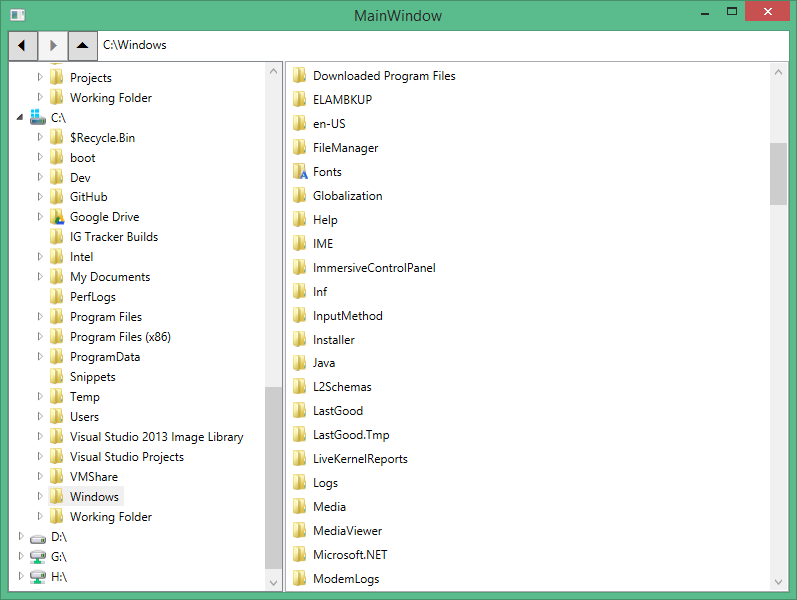 MainWindow
C:\Windows
Projects
Working Folder
C:\
$Recycle.Bin
boot
Dev
GitHub
Google Drive
IG Tracker Builds
Intel
My Documents
PerfLogs
Program Files
Program Files (x86)
ProgramData
Snippets
Temp
Users
Visual Studio 2013 Image Library
Visual Studio Projects
VMShare
Windows
Working Folder
D:\
G:\
H:\
Downloaded Program Files
ELAMBKUP
en-US
FileManager
Fonts
Globalization
Help
IME
ImmersiveControlPanel
Inf
InputMethod
Installer
Java
L2Schemas
LastGood
LastGood.Tmp
LiveKernelReports
Logs
Media
MediaViewer
Microsoft.NET
ModemLogs